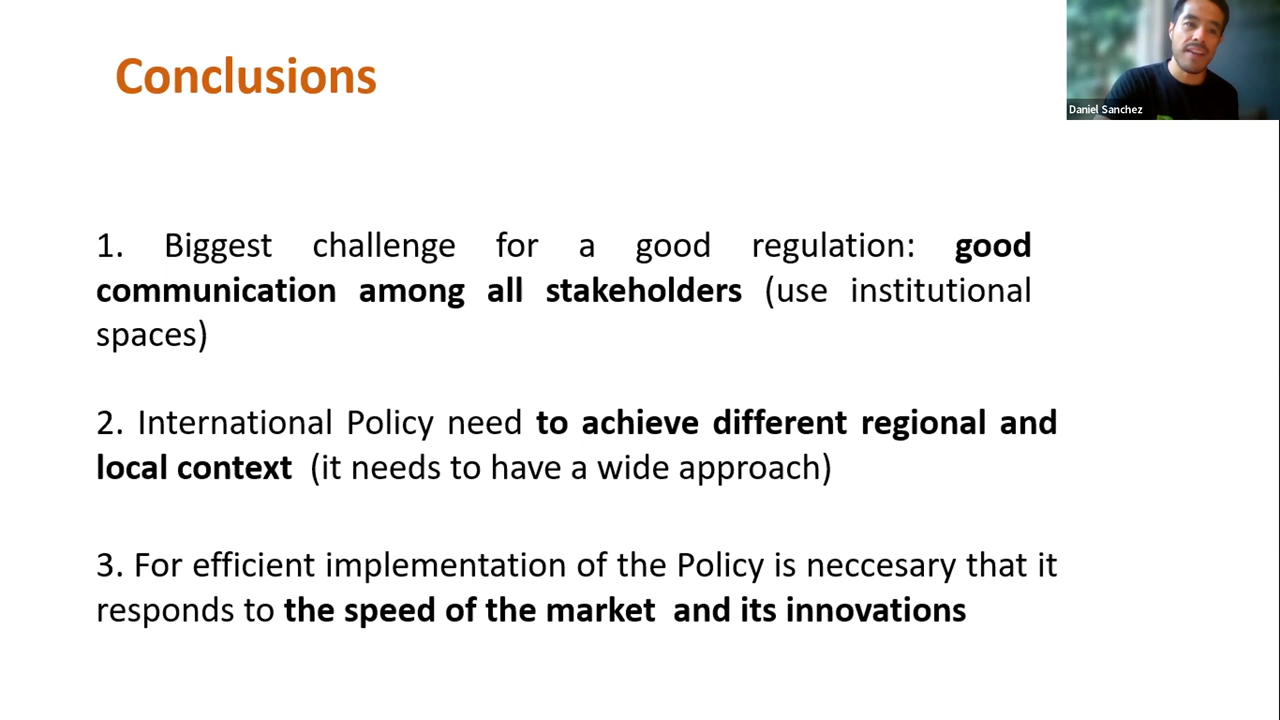 Conclusions
Daniel Sanchez
1. Biggest challenge for a good regulation: good
communication among all stakeholders (use institutional
spaces)
2. International Policy need to achieve different regional and
local context (it needs to have a wide approach)
3. For efficient implementation of the Policy is neccesary that it
responds to the speed of the market and its innovations